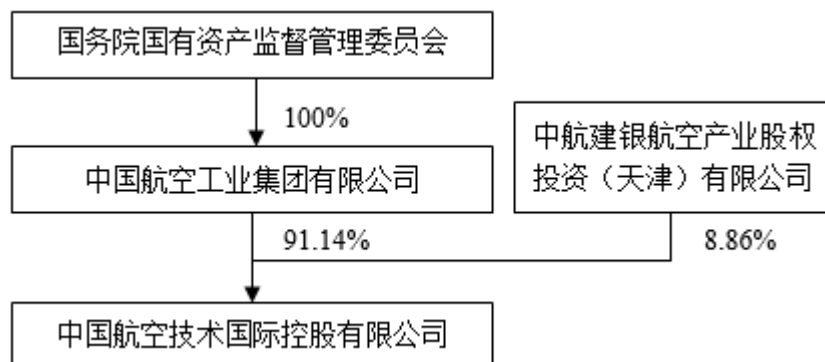 国务院国有资产监督管理委员会
100%
中航建银航空产业股权
投资（天津）有限公司
中国航空工业集团有限公司
91.14%
8.86%
中国航空技术国际控股有限公司